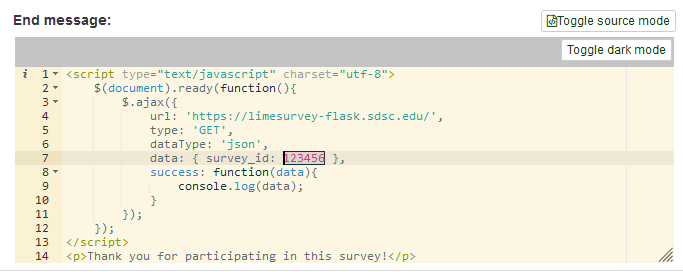 End message:
Toggle source mode
Toggle dark mode
i 1 <script type="text/javascript" charset="utf-8">
2 $(document).ready(function(){
3 $.ajax({
4 url: 'https://limesurvey-flask.sdsc.edu/',
5 type: 'GET',
6 dataType: 'json',
7 data: { survey_id: 123456 },
8 success: function(data){
9 console.log(data);
10 }
11 });
12 });
13 </script>
14 <p>Thank you for participating in this survey!</p>